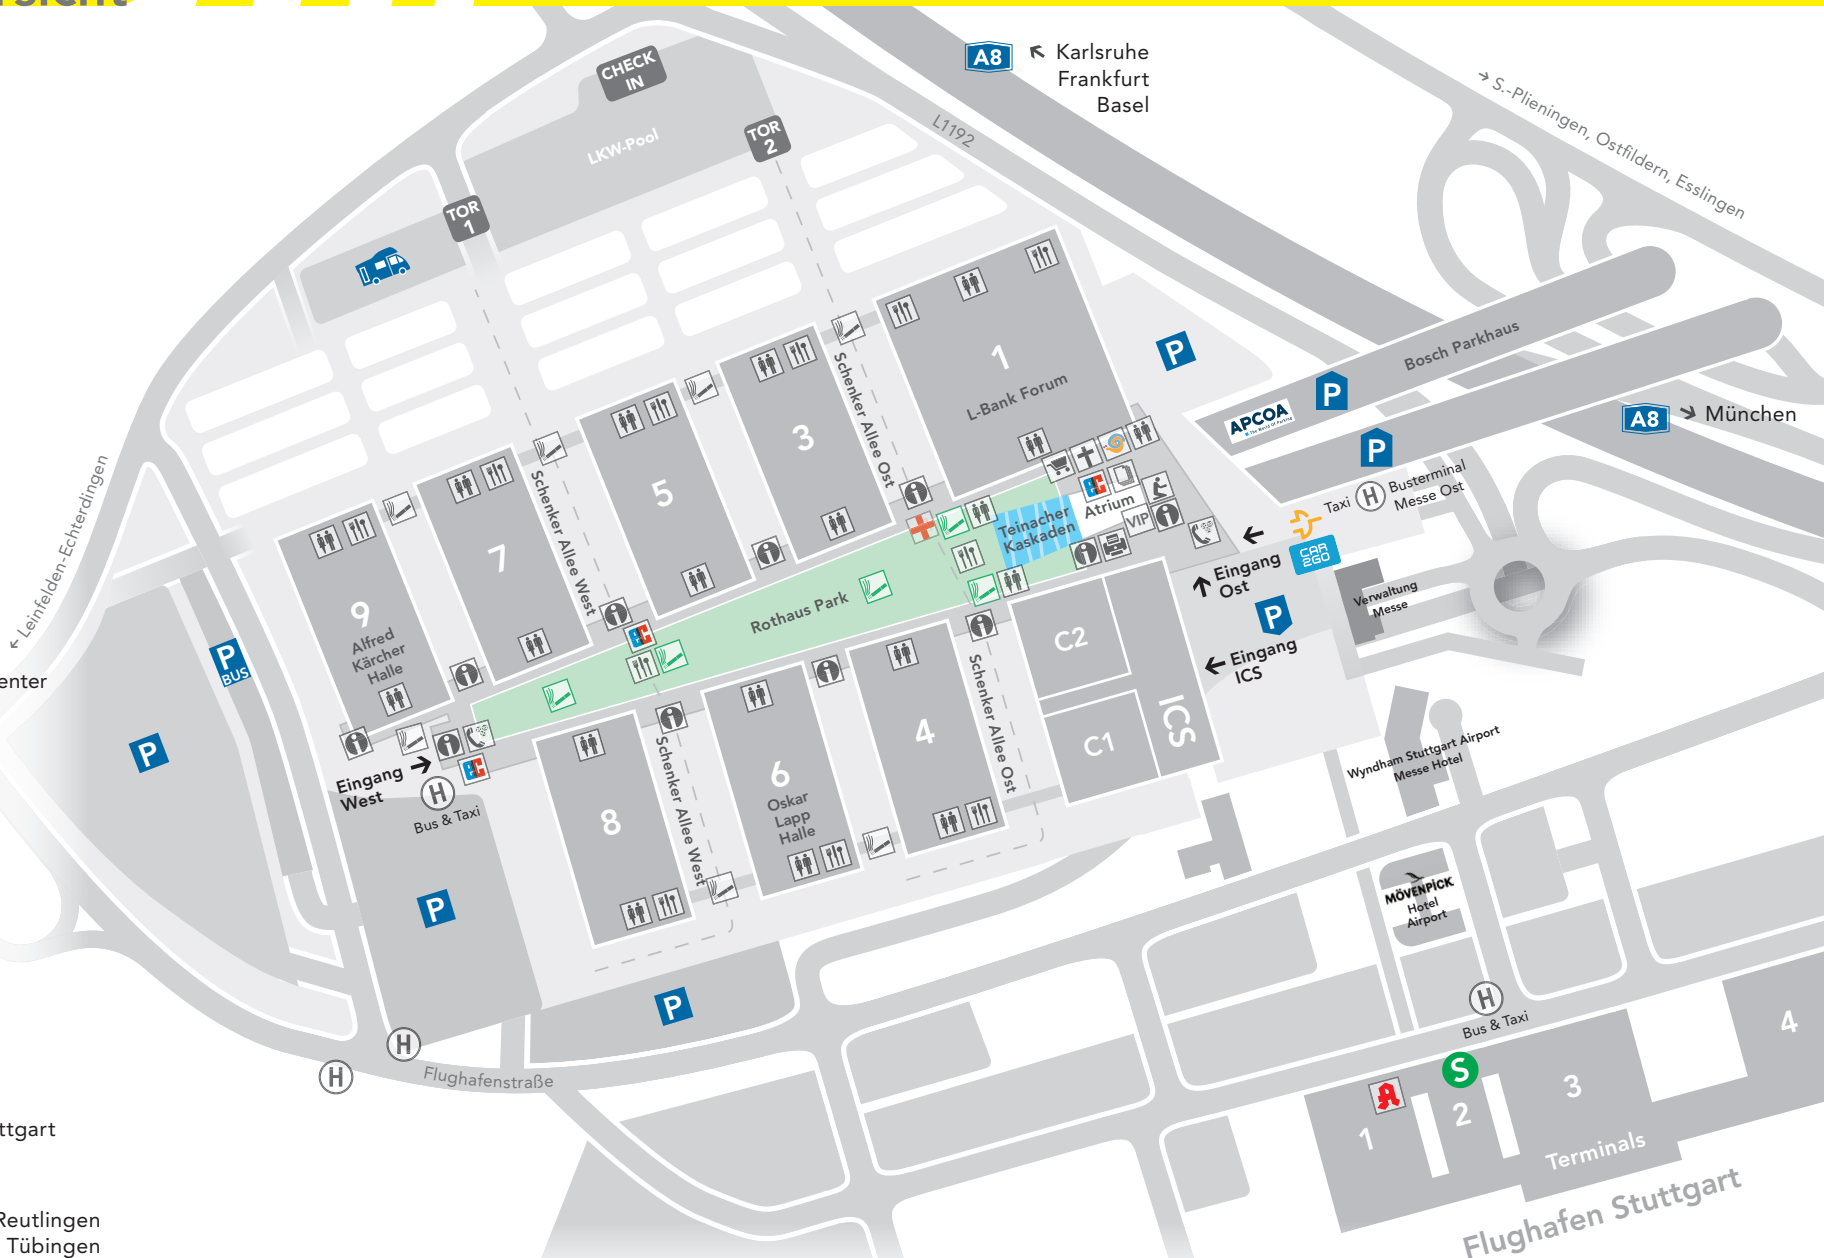 CHECK
IN
LKW-Pool
TOR
1
TOR
2
A8
Karlsruhe
Frankfurt
Basel
L1192
S.-Plieningen, Ostfildern, Esslingen
Leinfelden-Echterdingen
Bosch Parkhaus
APCOA
P
P
P
A8
München
Taxi
H
Busterminal
Messe Ost
1
L-Bank Forum
3
5
7
9
Alfred
Kärcher
Halle
Schenker Allee Ost
Schenker Allee West
Rothaus Park
Teinacher
Kaskaden
Atrium
VIP
EC
Eingang
Ost
CAR
2GO
Verwaltung
Messe
P
Eingang
ICS
C2
C1
ICS
4
6
Oskar
Lapp
Halle
8
Schenker Allee Ost
Schenker Allee West
EC
EC
P
BUS
P
Eingang
West
H
Bus & Taxi
P
P
H
H
Flughafenstraße
Wyndham Stuttgart Airport
Messe Hotel
MÖVENPICK
Hotel
Airport
H
Bus & Taxi
S
A
1
2
3
4
Terminals
Flughafen Stuttgart
enter
ttgart
Reutlingen
Tübingen